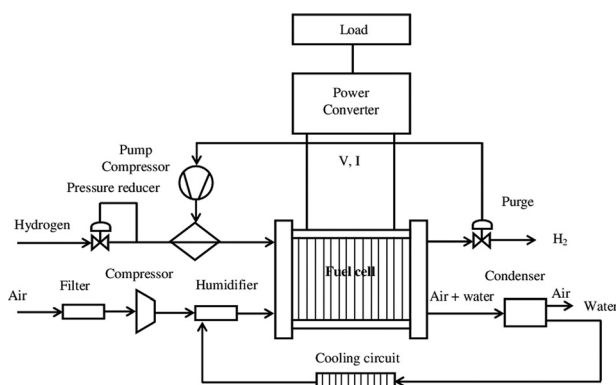 Load
Power
Converter
Pump
Compressor
V, I
Pressure reducer
Purge
Hydrogen
H2
Compressor
Condenser
Filter
Humidifier
Fuel cell
Air
Air + water
Air
Water
Cooling circuit